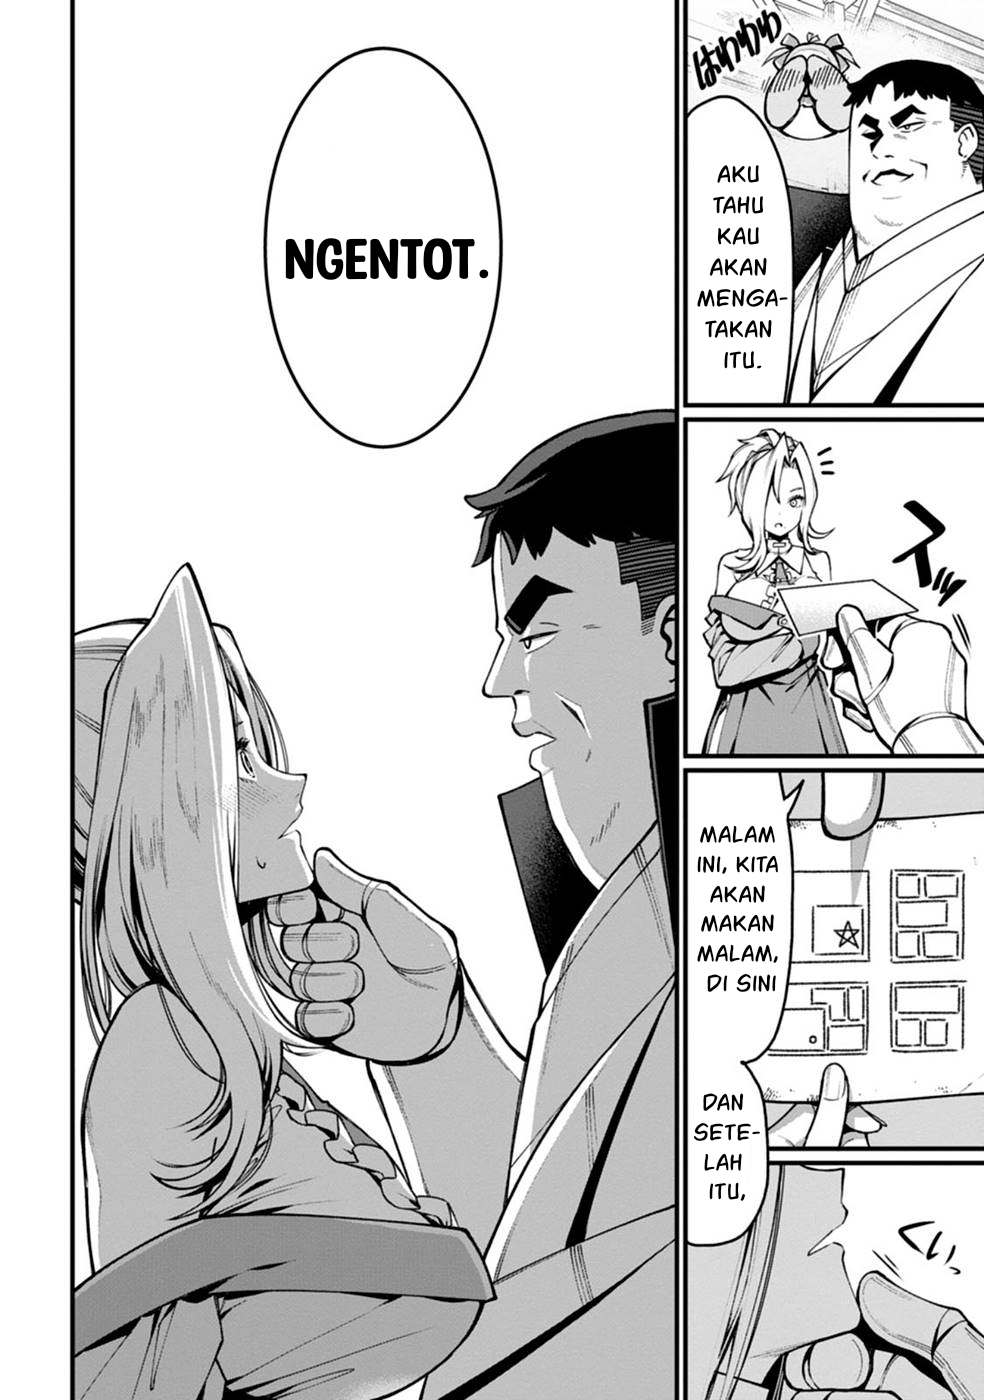 はわわわ
AKU
TAHU
KAU
AKAN
MENGA-
TAKAN
ITU.
スッ
MALAM
INI, KITA
AKAN
MAKAN
MALAM,
DI SINI
DAN
SETE-
LAH
ITU,
くいっ
NGENTOT.